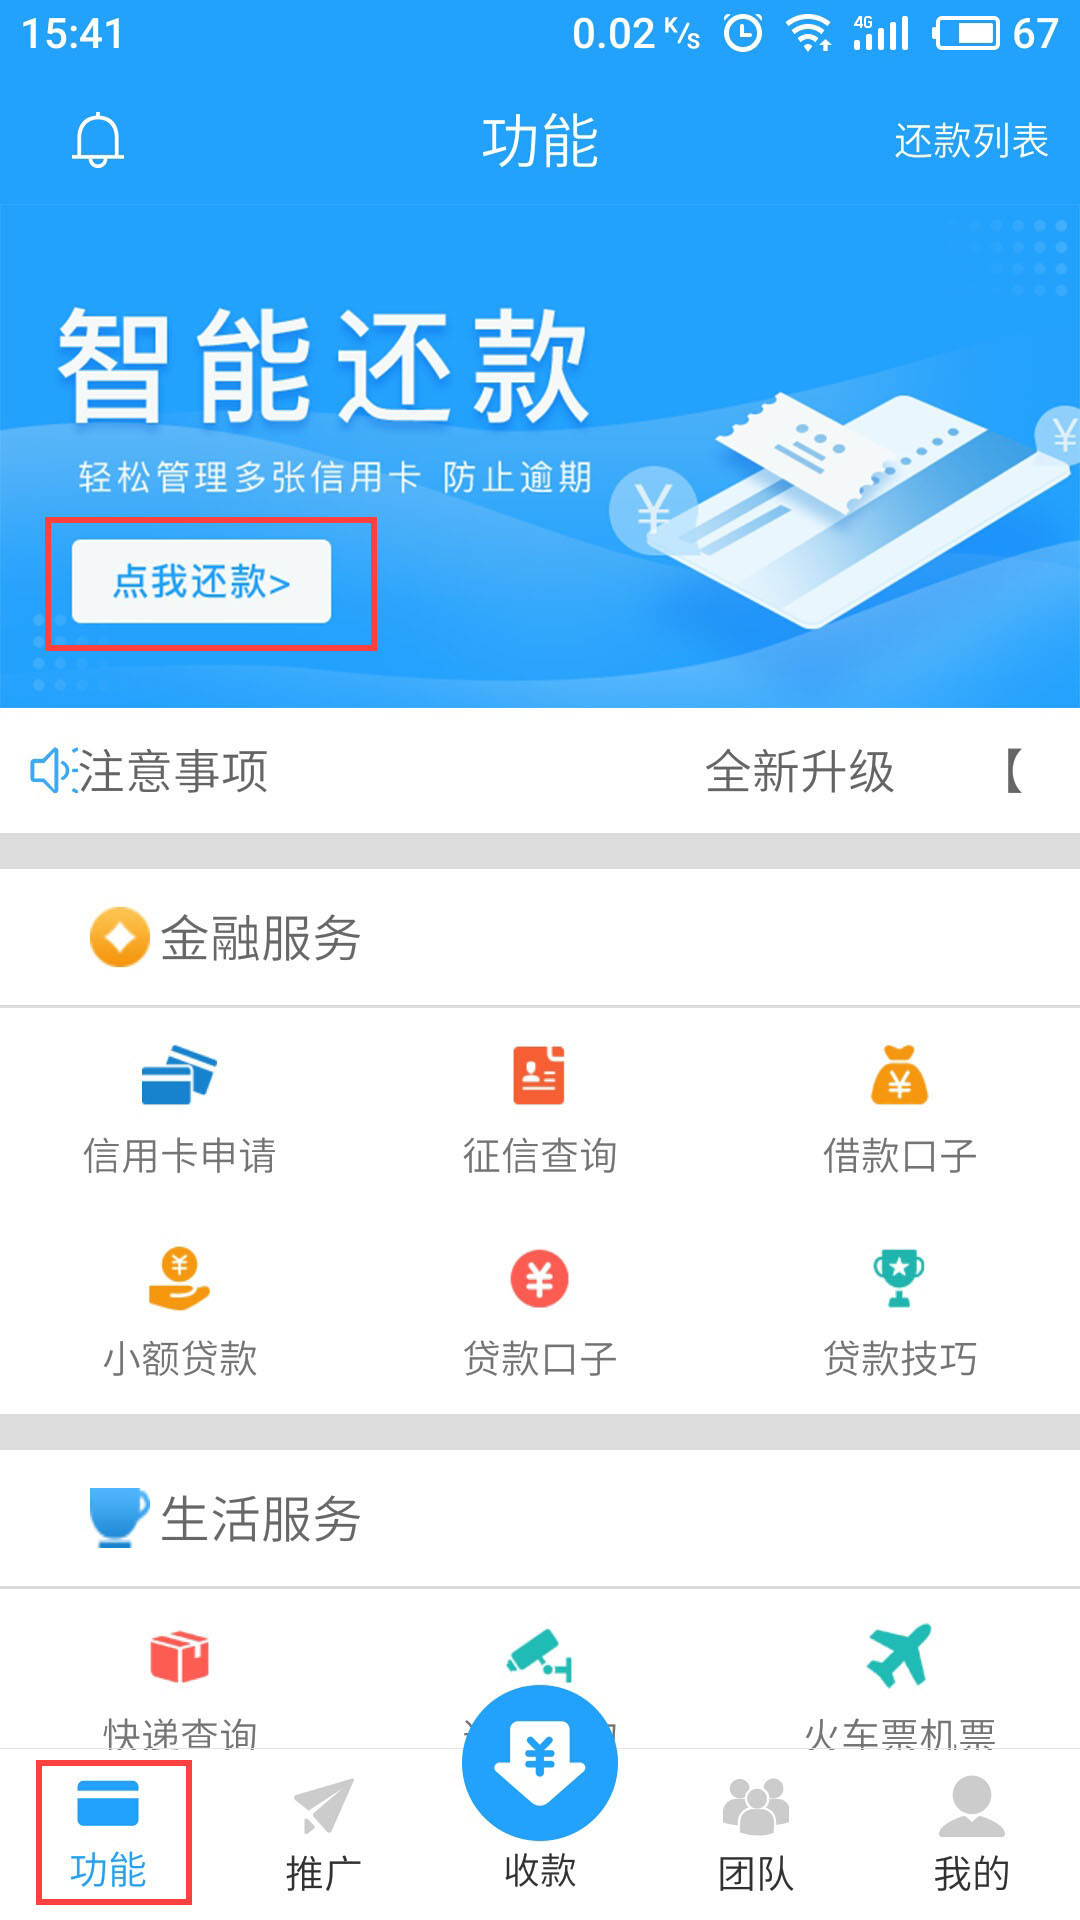 15:41 0.02 K/s 4G 67
功能 还款列表
智能还款
轻松管理多张信用卡 防止逾期
¥ ¥
点我还款>
注意事项 全新升级 【
金融服务
信用卡申请 征信查询 借款口子
小额贷款 贷款口子 贷款技巧
生活服务
快递查询 火车票机票
功能 推广 收款 团队 我的